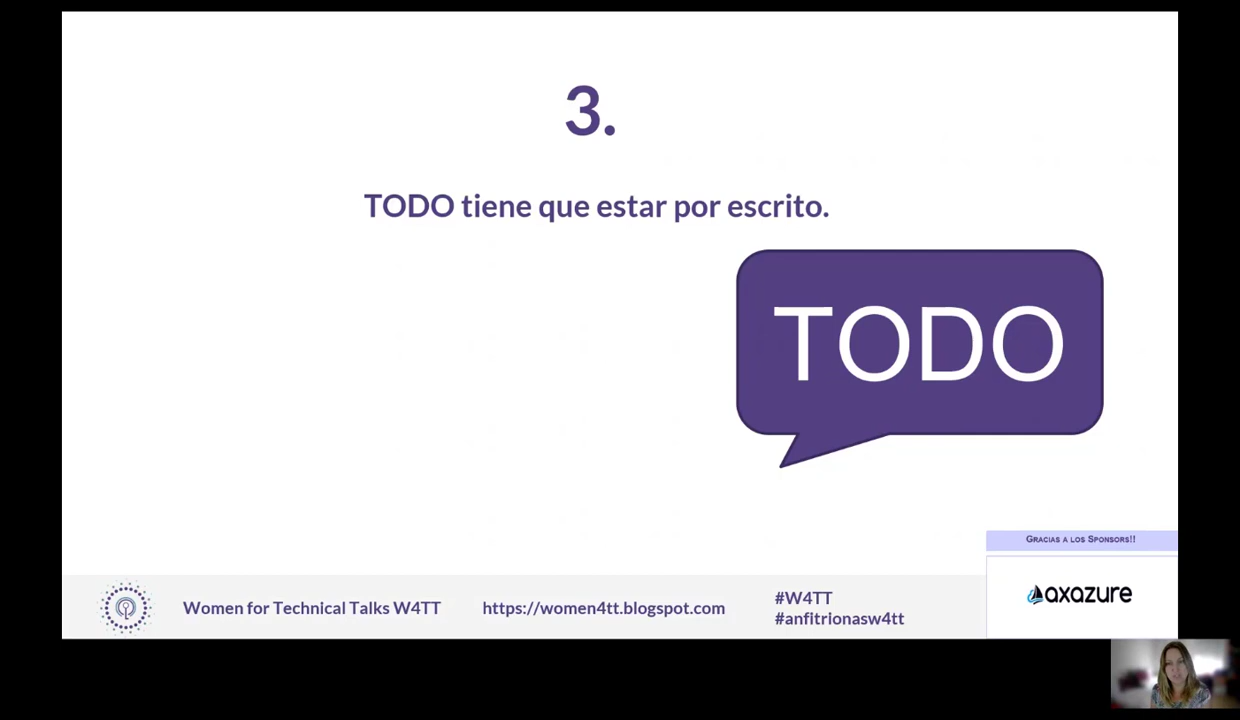 3.
TODO tiene que estar por escrito.
TODO
GRACIAS A LOS SPONSORS!!
axazure
Women for Technical Talks W4TT
https://women4tt.blogspot.com
#W4TT
#anfitrionasw4tt